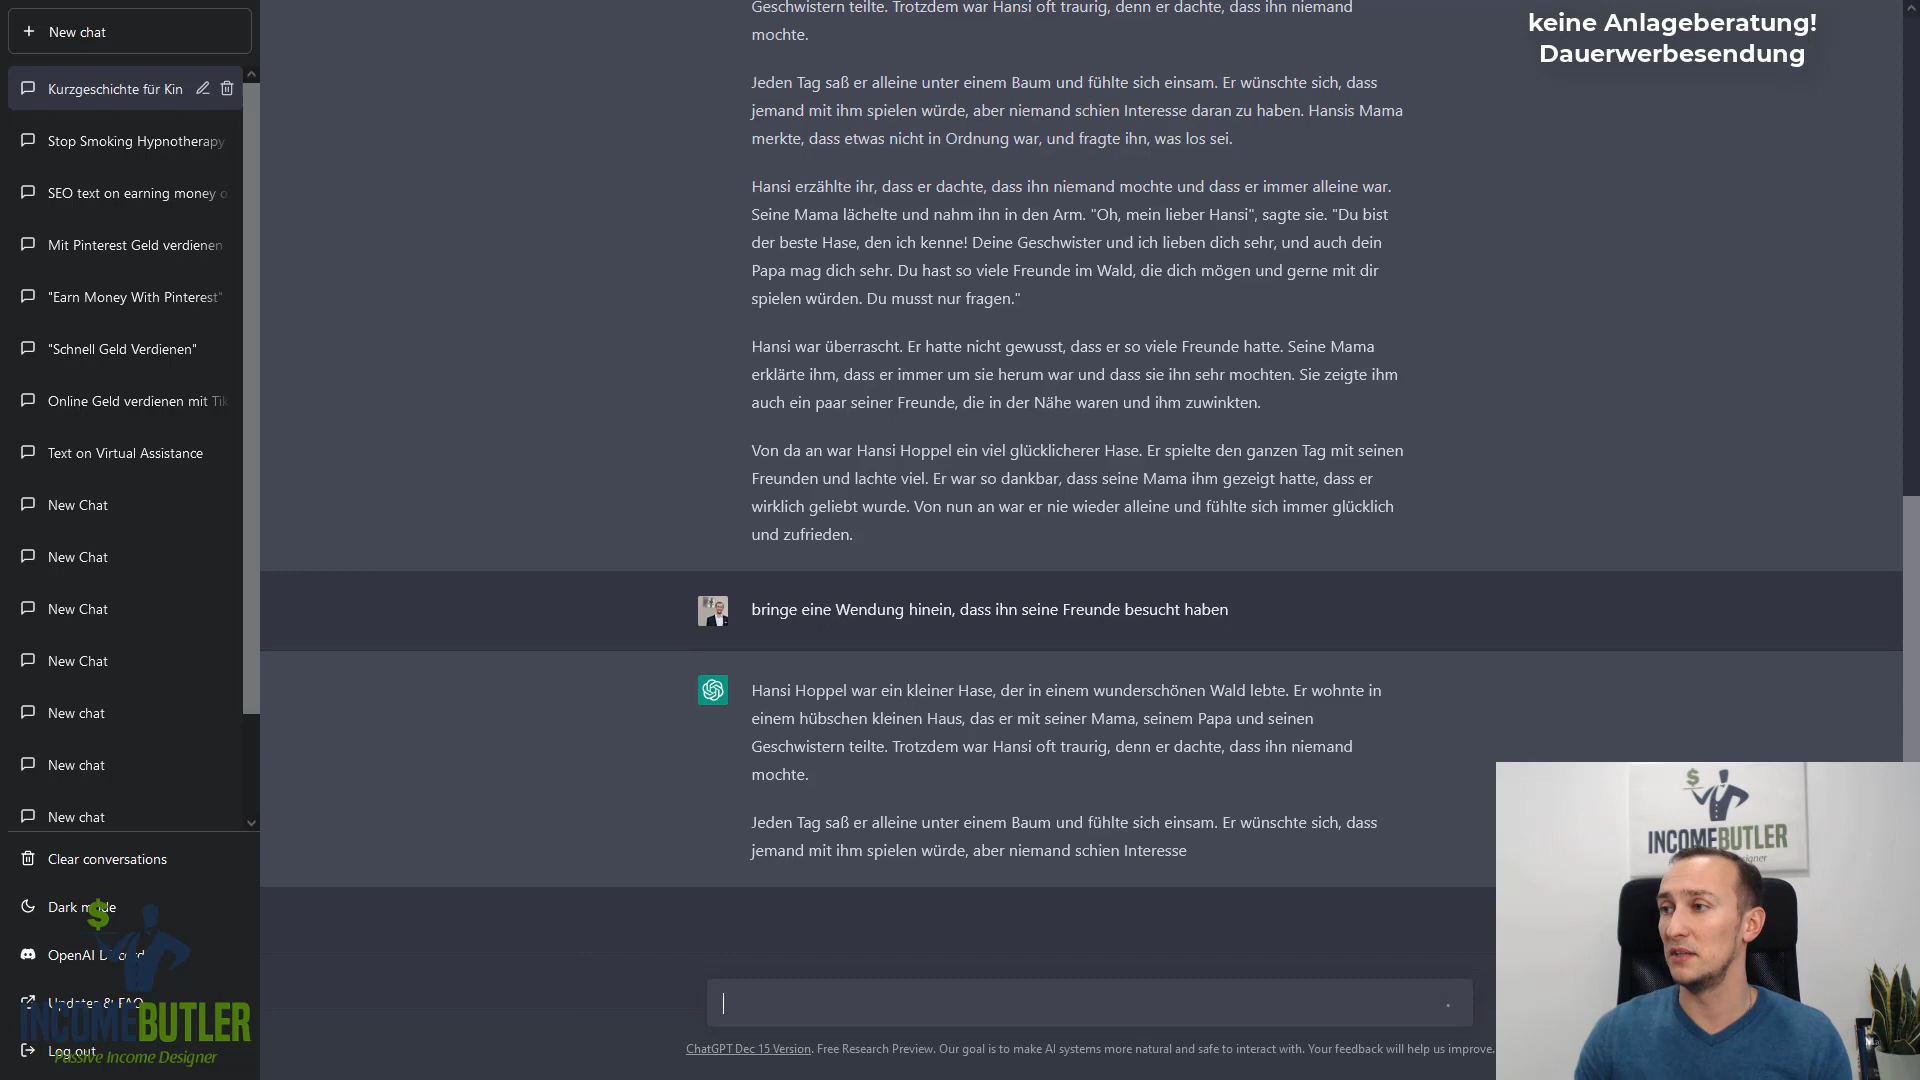 New chat
Kurzgeschichte für Kin
Stop Smoking Hypnotherapy
SEO text on earning money o
Mit Pinterest Geld verdienen
"Earn Money With Pinterest"
"Schnell Geld Verdienen"
Online Geld verdienen mit Tik
Text on Virtual Assistance
New Chat
New Chat
New Chat
New Chat
New chat
New chat
New chat
Clear conversations
Dark mode
OpenAI Discord
Updates & FAQ
Log out
INCOMEBUTLER
Passive Income Designer
Geschwistern teilte. Trotzdem war Hansi oft traurig, denn er dachte, dass ihn niemand
mochte.
Jeden Tag saß er alleine unter einem Baum und fühlte sich einsam. Er wünschte sich, dass
jemand mit ihm spielen würde, aber niemand schien Interesse daran zu haben. Hansis Mama
merkte, dass etwas nicht in Ordnung war, und fragte ihn, was los sei.
Hansi erzählte ihr, dass er dachte, dass ihn niemand mochte und dass er immer alleine war.
Seine Mama lächelte und nahm ihn in den Arm. "Oh, mein lieber Hansi", sagte sie. "Du bist
der beste Hase, den ich kenne! Deine Geschwister und ich lieben dich sehr, und auch dein
Papa mag dich sehr. Du hast so viele Freunde im Wald, die dich mögen und gerne mit dir
spielen würden. Du musst nur fragen."
Hansi war überrascht. Er hatte nicht gewusst, dass er so viele Freunde hatte. Seine Mama
erklärte ihm, dass er immer um sie herum war und dass sie ihn sehr mochten. Sie zeigte ihm
auch ein paar seiner Freunde, die in der Nähe waren und ihm zuwinkten.
Von da an war Hansi Hoppel ein viel glücklicherer Hase. Er spielte den ganzen Tag mit seinen
Freunden und lachte viel. Er war so dankbar, dass seine Mama ihm gezeigt hatte, dass er
wirklich geliebt wurde. Von nun an war er nie wieder alleine und fühlte sich immer glücklich
und zufrieden.
bringe eine Wendung hinein, dass ihn seine Freunde besucht haben
Hansi Hoppel war ein kleiner Hase, der in einem wunderschönen Wald lebte. Er wohnte in
einem hübschen kleinen Haus, das er mit seiner Mama, seinem Papa und seinen
Geschwistern teilte. Trotzdem war Hansi oft traurig, denn er dachte, dass ihn niemand
mochte.
Jeden Tag saß er alleine unter einem Baum und fühlte sich einsam. Er wünschte sich, dass
jemand mit ihm spielen würde, aber niemand schien Interesse
ChatGPT Dec 15 Version. Free Research Preview. Our goal is to make AI systems more natural and safe to interact with. Your feedback will help us improve.
keine Anlageberatung!
Dauerwerbesendung
INCOMEBUTLER